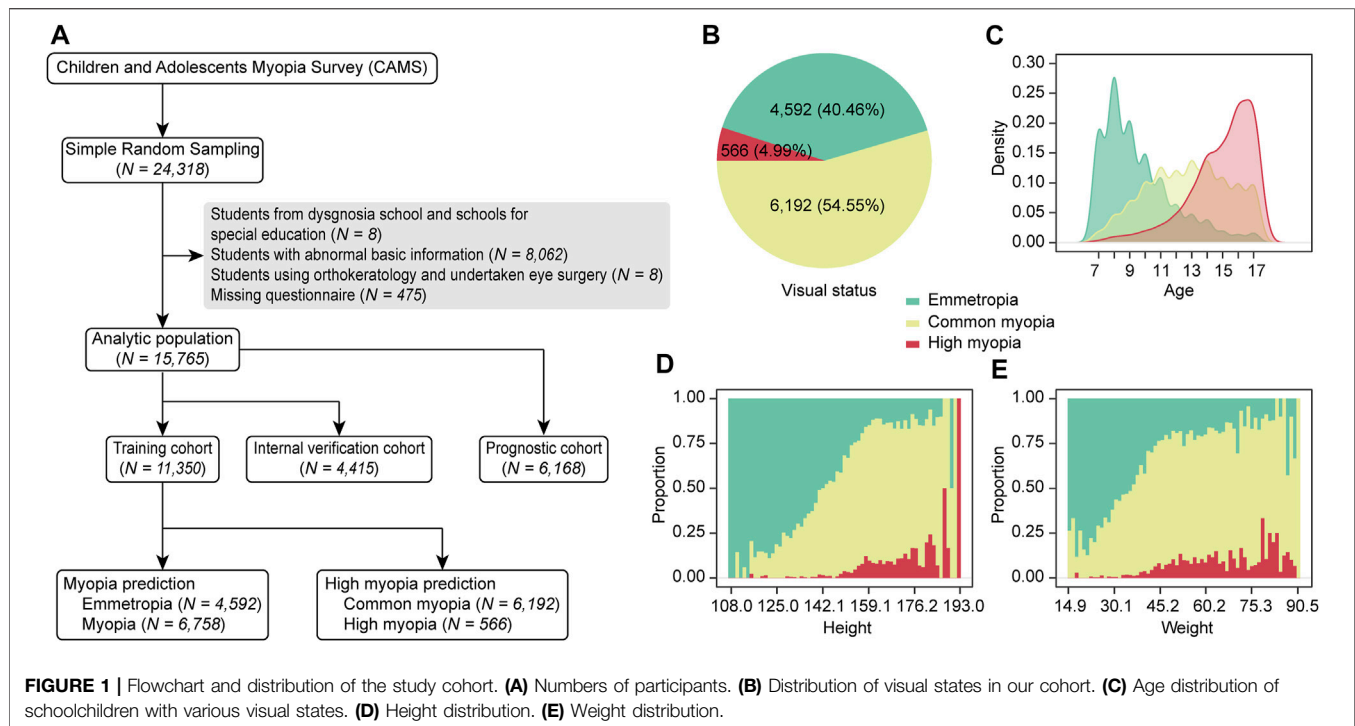 A
Children and Adolescents Myopia Survey (CAMS)
Simple Random Sampling
(N = 24,318)
Students from dysgnosia school and schools for
special education (N = 8)
Students with abnormal basic information (N = 8,062)
Students using orthokeratology and undertaken eye surgery (N = 8)
Missing questionnaire (N = 475)
Analytic population
(N = 15,765)
Training cohort
(N = 11,350)
Internal verification cohort
(N = 4,415)
Prognostic cohort
(N = 6,168)
Myopia prediction
Emmetropia (N = 4,592)
Myopia (N = 6,758)
High myopia prediction
Common myopia (N = 6,192)
High myopia (N = 566)
B
4,592 (40.46%)
566 (4.99%)
6,192 (54.55%)
Visual status
C
Density
0.30
0.25
0.20
0.15
0.10
0.05
0.00
7 9 11 13 15 17
Age
Emmetropia
Common myopia
High myopia
D
Proportion
1.00
0.75
0.50
0.25
0.00
108.0 125.0 142.1 159.1 176.2 193.0
Height
E
Proportion
1.00
0.75
0.50
0.25
0.00
14.9 30.1 45.2 60.2 75.3 90.5
Weight
FIGURE 1 | Flowchart and distribution of the study cohort. (A) Numbers of participants. (B) Distribution of visual states in our cohort. (C) Age distribution of
schoolchildren with various visual states. (D) Height distribution. (E) Weight distribution.